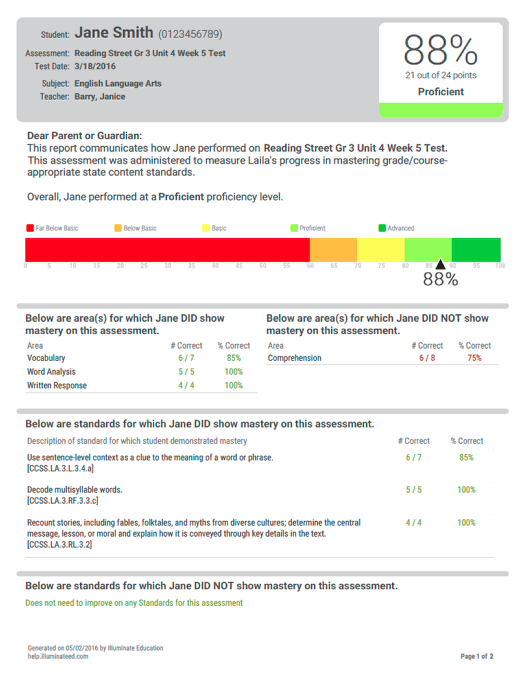 Student: Jane Smith (0123456789)
Assessment: Reading Street Gr 3 Unit 4 Week 5 Test
Test Date: 3/18/2016
Subject: English Language Arts
Teacher: Barry, Janice
88%
21 out of 24 points
Proficient
Dear Parent or Guardian:
This report communicates how Jane performed on Reading Street Gr 3 Unit 4 Week 5 Test.
This assessment was administered to measure Laila's progress in mastering grade/course-
appropriate state content standards.
Overall, Jane performed at a Proficient proficiency level.
Far Below Basic Below Basic Basic Proficient Advanced
0 5 10 15 20 25 30 35 40 45 50 55 60 65 70 75 80 85 90 95 100
88%
Below are area(s) for which Jane DID show
mastery on this assessment.
Area # Correct % Correct
Vocabulary 6 / 7 85%
Word Analysis 5 / 5 100%
Written Response 4 / 4 100%
Below are area(s) for which Jane DID NOT show
mastery on this assessment.
Area # Correct % Correct
Comprehension 6 / 8 75%
Below are standards for which Jane DID show mastery on this assessment.
Description of standard for which student demonstrated mastery # Correct % Correct
Use sentence-level context as a clue to the meaning of a word or phrase. 6 / 7 85%
[CCSS.LA.3.L.3.4.a]
Decode multisyllable words. 5 / 5 100%
[CCSS.LA.3.RF.3.3.c]
Recount stories, including fables, folktales, and myths from diverse cultures; determine the central 4 / 4 100%
message, lesson, or moral and explain how it is conveyed through key details in the text.
[CCSS.LA.3.RL.3.2]
Below are standards for which Jane DID NOT show mastery on this assessment.
Does not need to improve on any Standards for this assessment
Generated on 05/02/2016 by Illuminate Education
help.illuminateed.com
Page 1 of 2